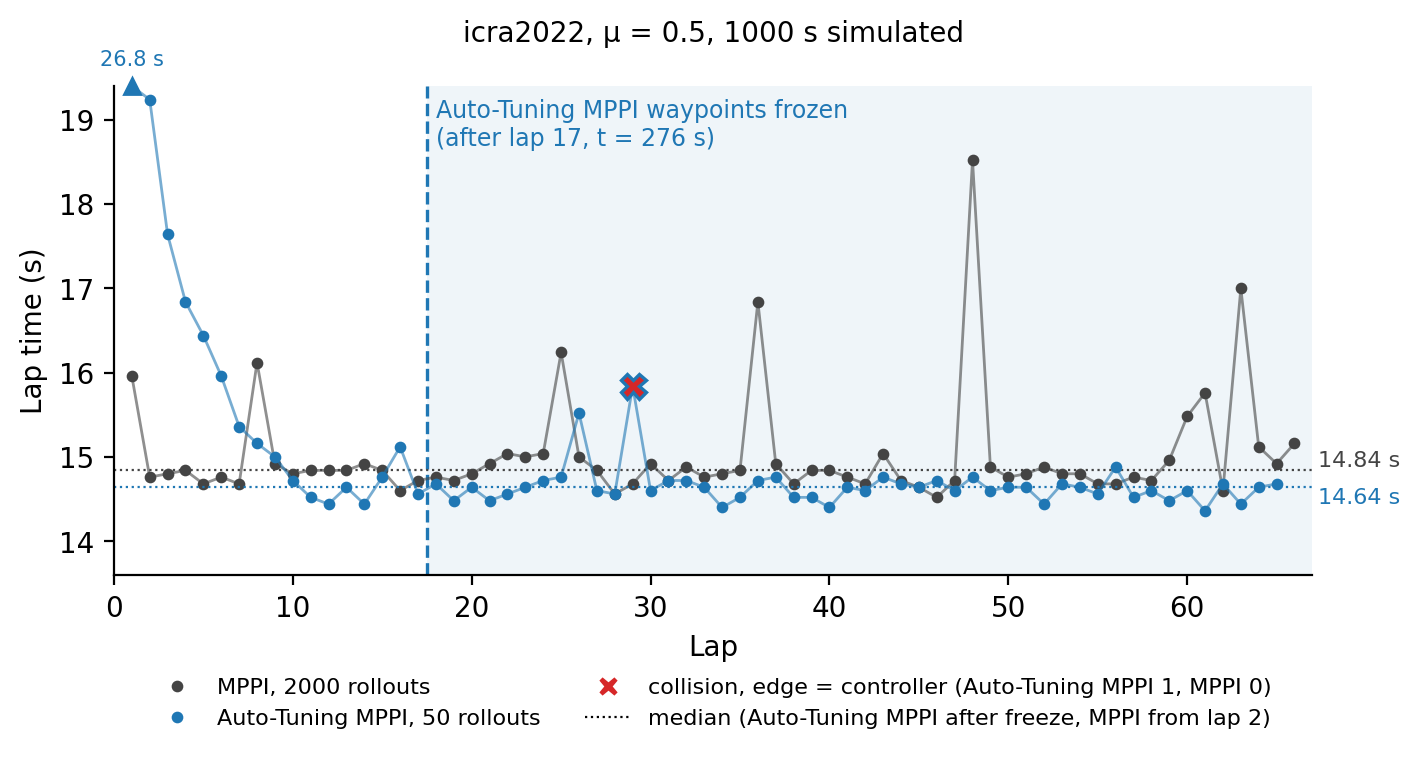 icra2022, μ = 0.5, 1000 s simulated
26.8 s
Auto-Tuning MPPI waypoints frozen
(after lap 17, t = 276 s)
Lap time (s)
19
18
17
16
15
14
14.84 s
14.64 s
0 10 20 30 40 50 60
Lap
MPPI, 2000 rollouts
Auto-Tuning MPPI, 50 rollouts
collision, edge = controller (Auto-Tuning MPPI 1, MPPI 0)
median (Auto-Tuning MPPI after freeze, MPPI from lap 2)